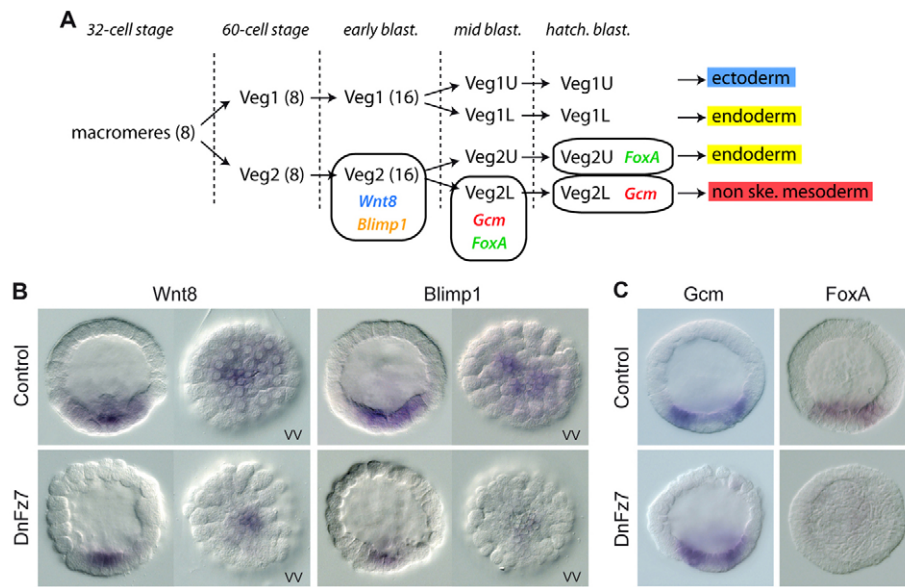 A
32-cell stage 60-cell stage early blast. mid blast. hatch. blast.
Veg1U Veg1U ectoderm
Veg1 (8) Veg1 (16)
Veg1L Veg1L endoderm
macromeres (8)
Veg2U Veg2U FoxA endoderm
Veg2 (8) Veg2 (16)
Veg2L Veg2L Gcm non ske. mesoderm
Wnt8
Gcm
Blimp1
FoxA
B C
Wnt8 Blimp1 Gcm FoxA
Control Control
VV VV
DnFz7 DnFz7
VV VV